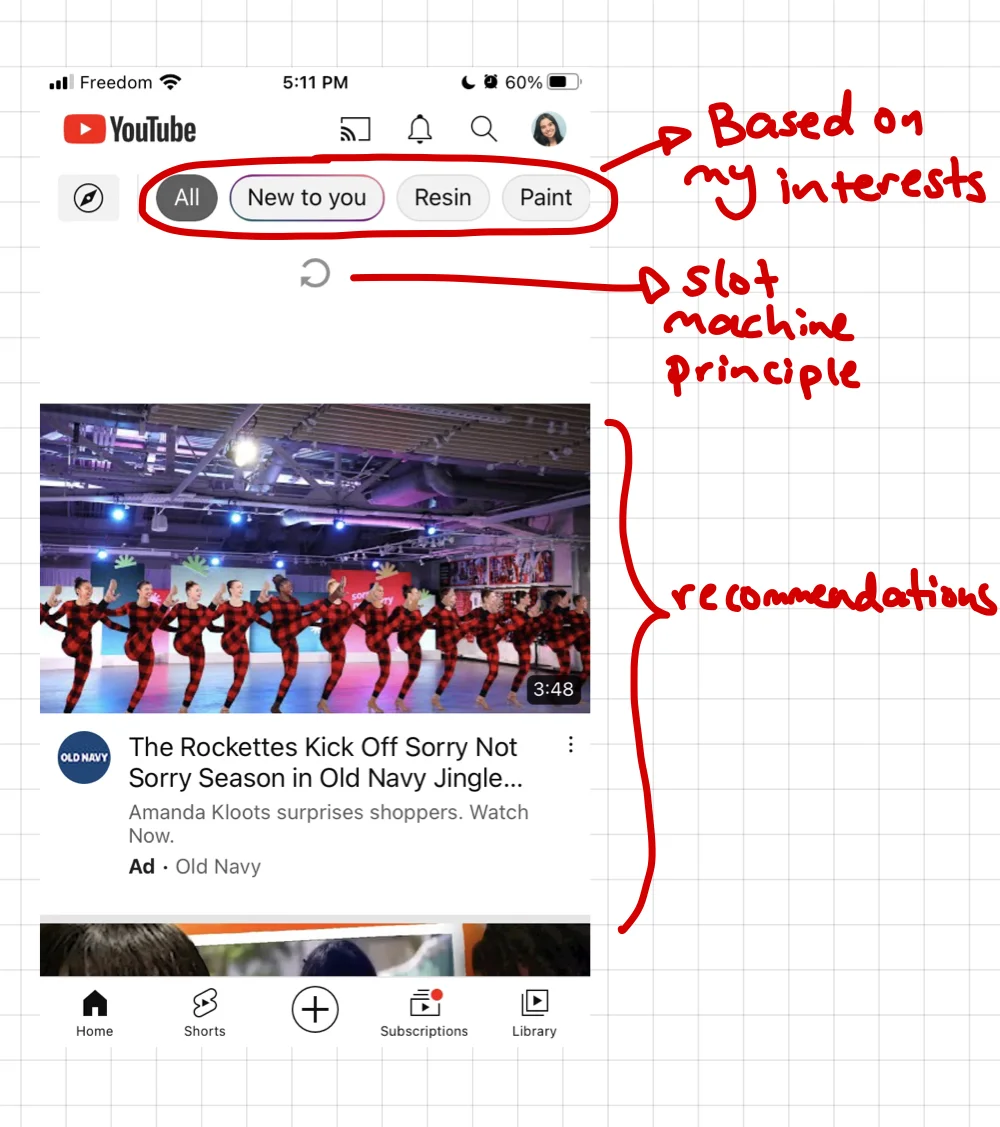 Freedom 5:11 PM 60%
YouTube
Based on
my interests
All New to you Resin Paint
slot
machine
principle
recommendations
3:48
OLD NAVY
The Rockettes Kick Off Sorry Not
Sorry Season in Old Navy Jingle...
Amanda Kloots surprises shoppers. Watch
Now.
Ad · Old Navy
Home Shorts Subscriptions Library